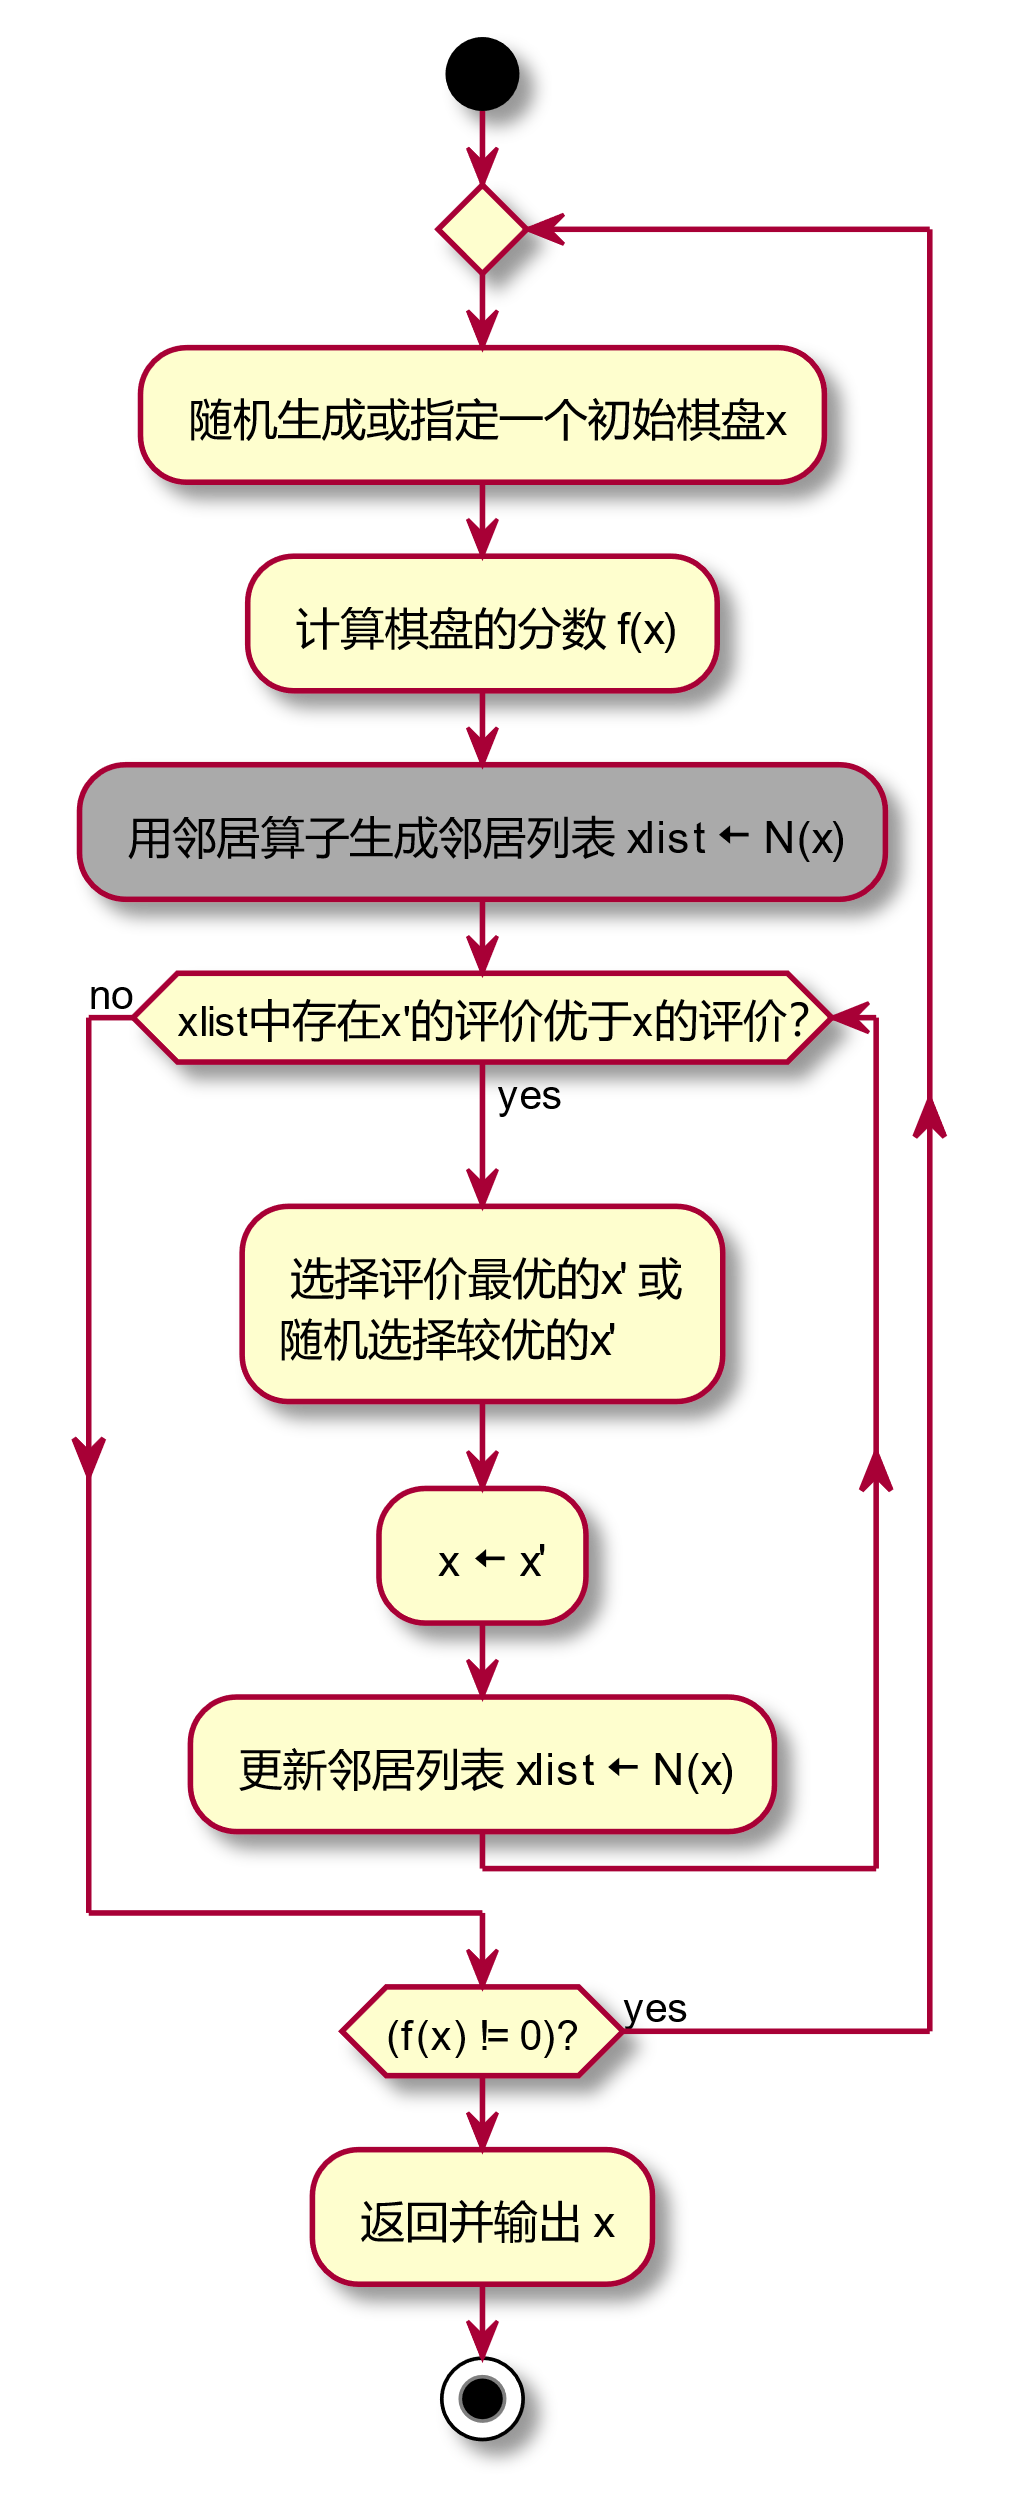 随机生成或指定一个初始棋盘x
计算棋盘的分数 f(x)
用邻居算子生成邻居列表 xlist ← N(x)
no
xlist中存在x'的评价优于x的评价?
yes
选择评价最优的x' 或
随机选择较优的x'
x ← x'
更新邻居列表 xlist ← N(x)
(f(x) != 0)?
yes
返回并输出 x